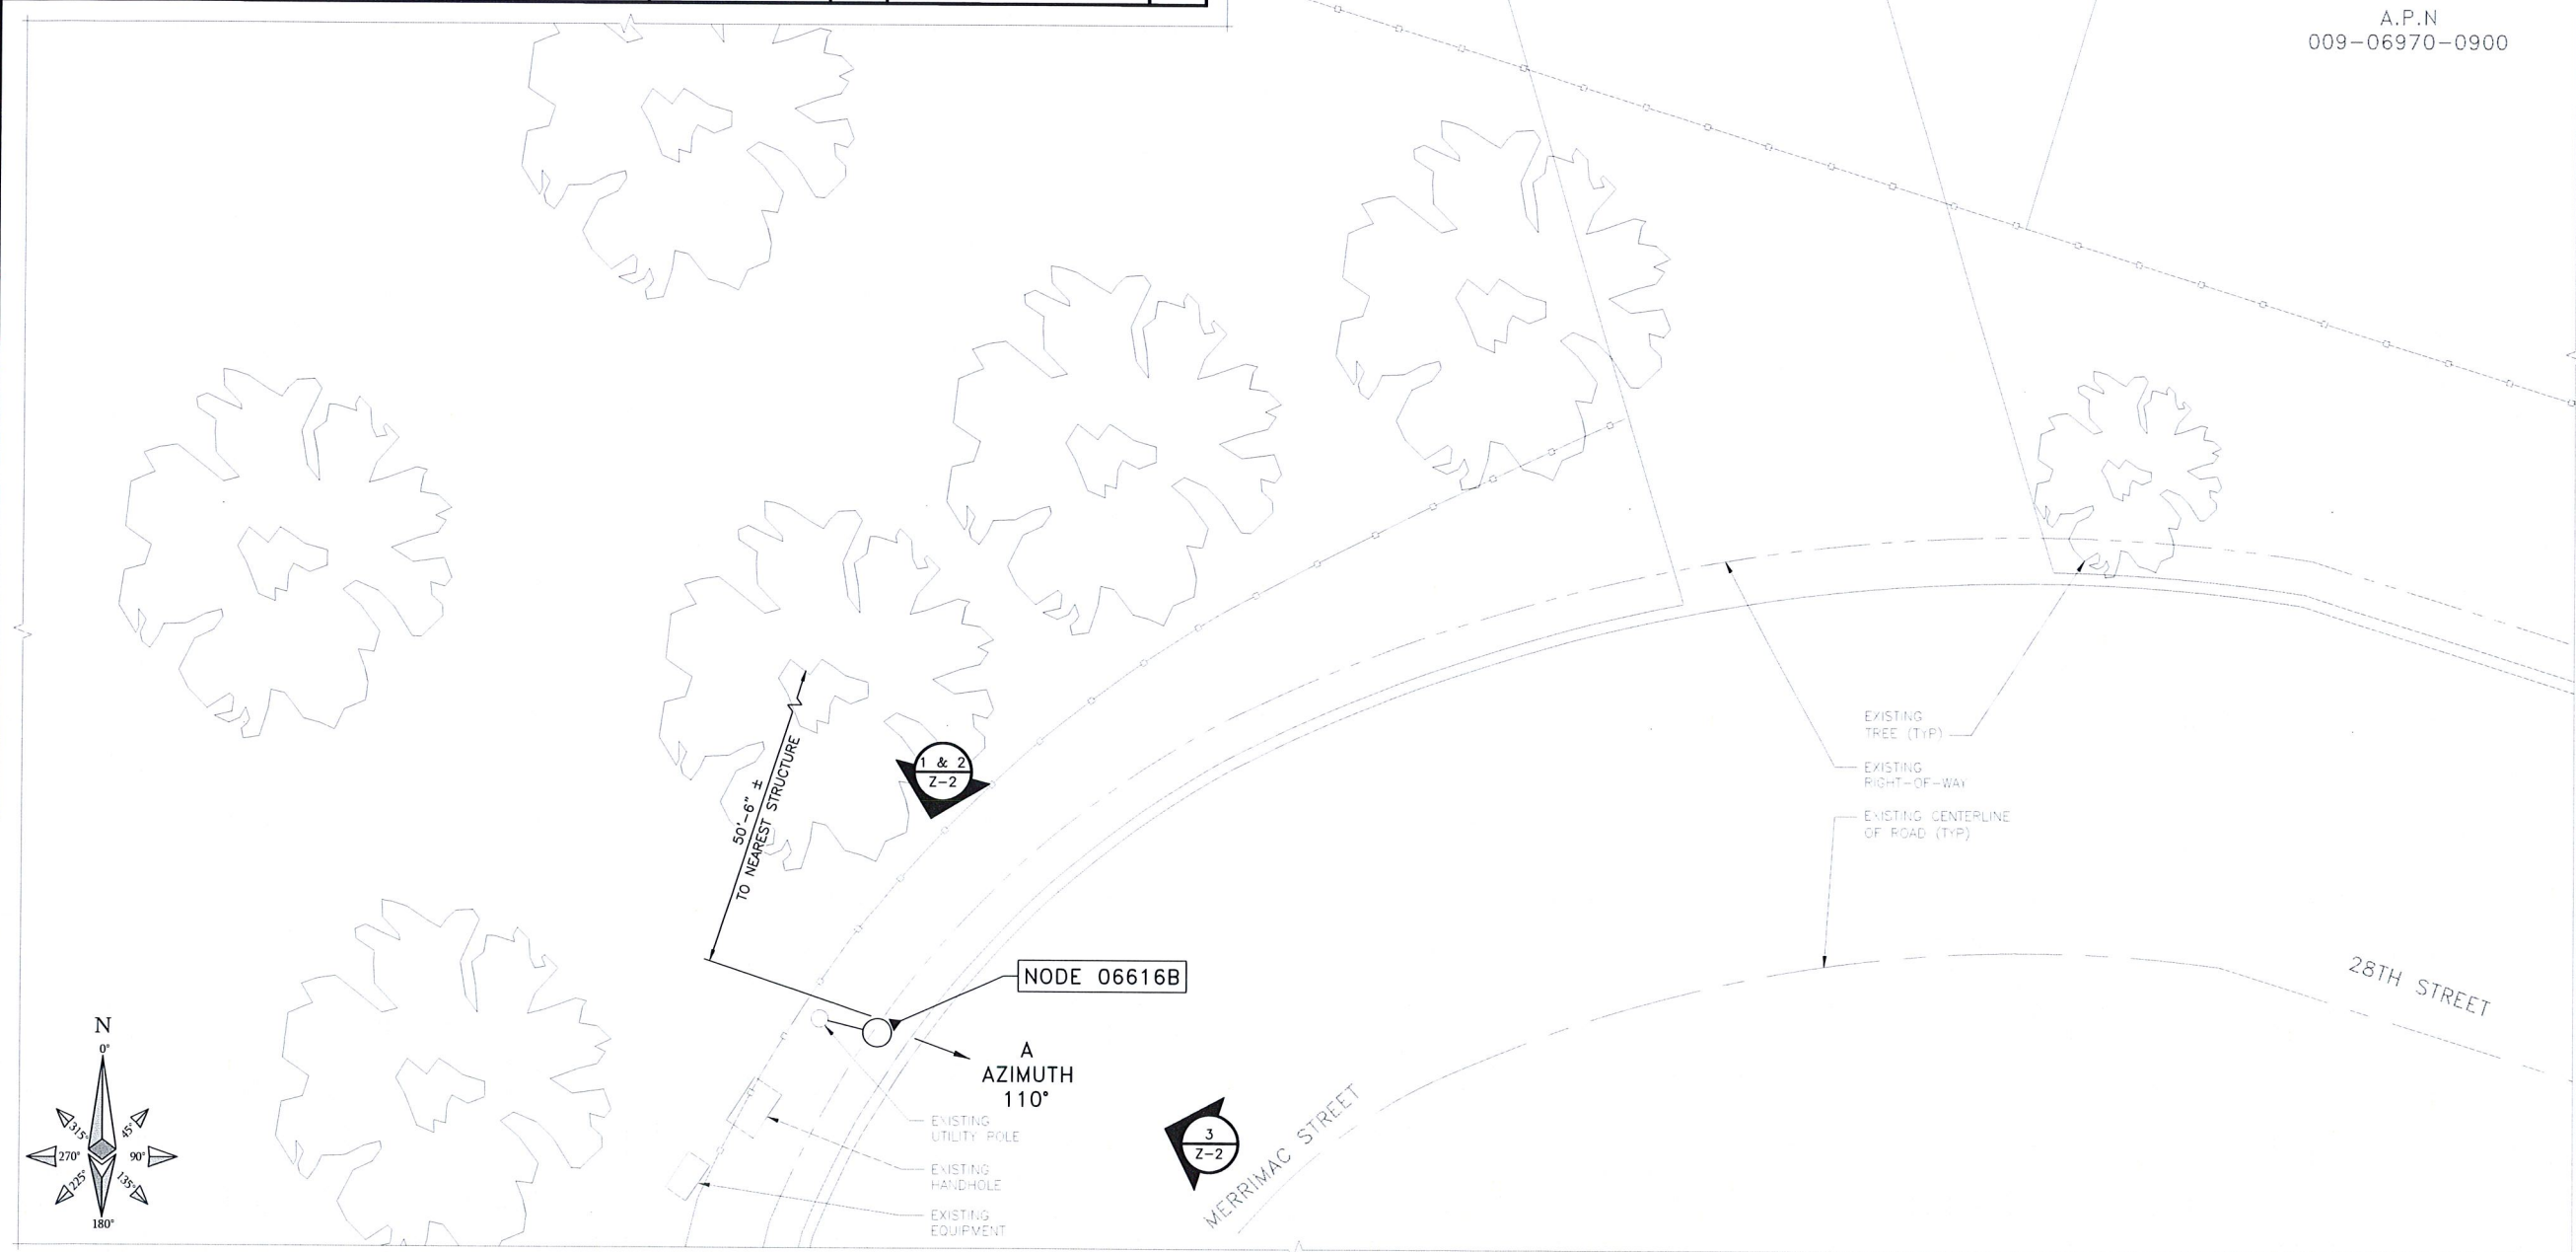 A.P.N
009-06970-0900
EXISTING
TREE (TYP)
EXISTING
RIGHT-OF-WAY
EXISTING CENTERLINE
OF ROAD (TYP)
1 & 2
Z-2
50'-6" ±
TO NEAREST STRUCTURE
NODE 06616B
28TH STREET
A
AZIMUTH
110°
EXISTING
UTILITY POLE
EXISTING
HANDHOLE
EXISTING
EQUIPMENT
3
Z-2
MERRIMAC STREET
N
0°
315°
45°
270°
90°
225°
135°
180°